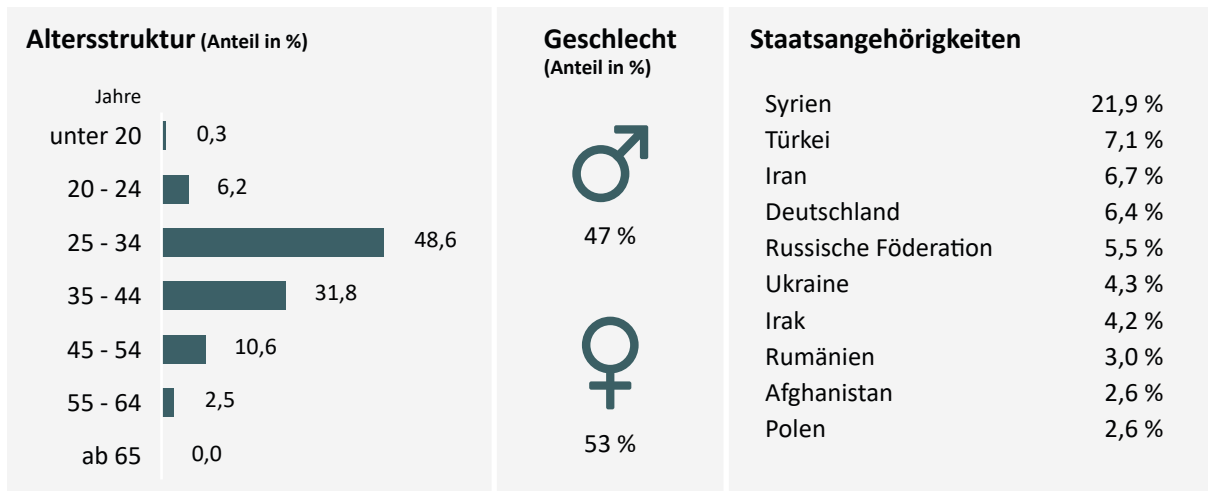 Altersstruktur (Anteil in %)
Jahre
unter 20 0,3
20 - 24 6,2
25 - 34 48,6
35 - 44 31,8
45 - 54 10,6
55 - 64 2,5
ab 65 0,0
Geschlecht
(Anteil in %)
47 %
53 %
Staatsangehörigkeiten
Syrien 21,9 %
Türkei 7,1 %
Iran 6,7 %
Deutschland 6,4 %
Russische Föderation 5,5 %
Ukraine 4,3 %
Irak 4,2 %
Rumänien 3,0 %
Afghanistan 2,6 %
Polen 2,6 %